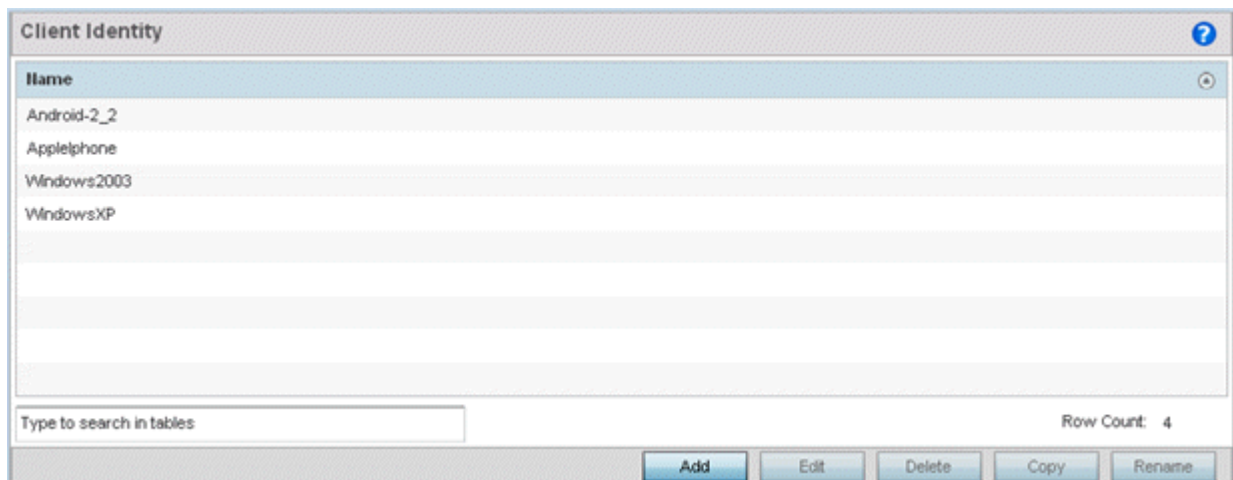 Client Identity
?
Name
Android-2_2
AppleIphone
Windows2003
WindowsXP
Type to search in tables
Row Count: 4
Add Edit Delete Copy Rename